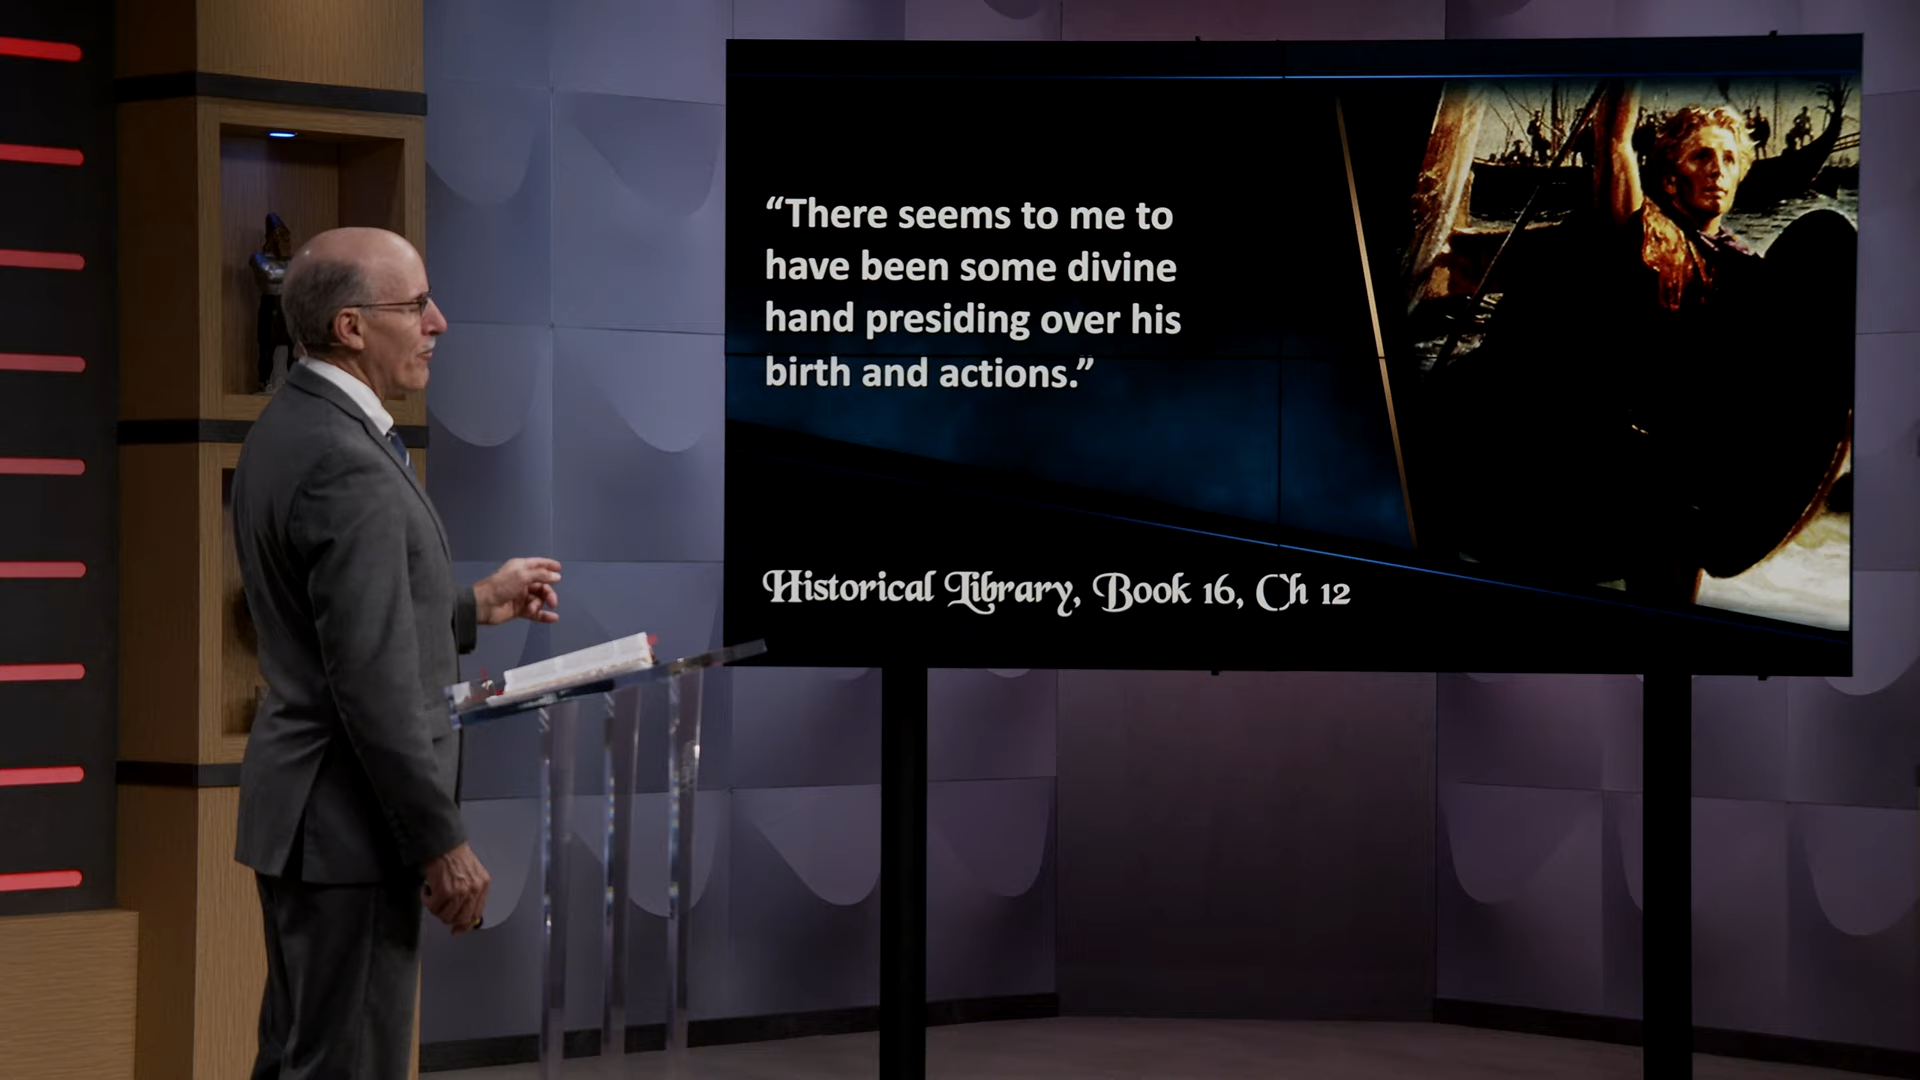 “There seems to me to
have been some divine
hand presiding over his
birth and actions.”
Historical Library, Book 16, Ch 12